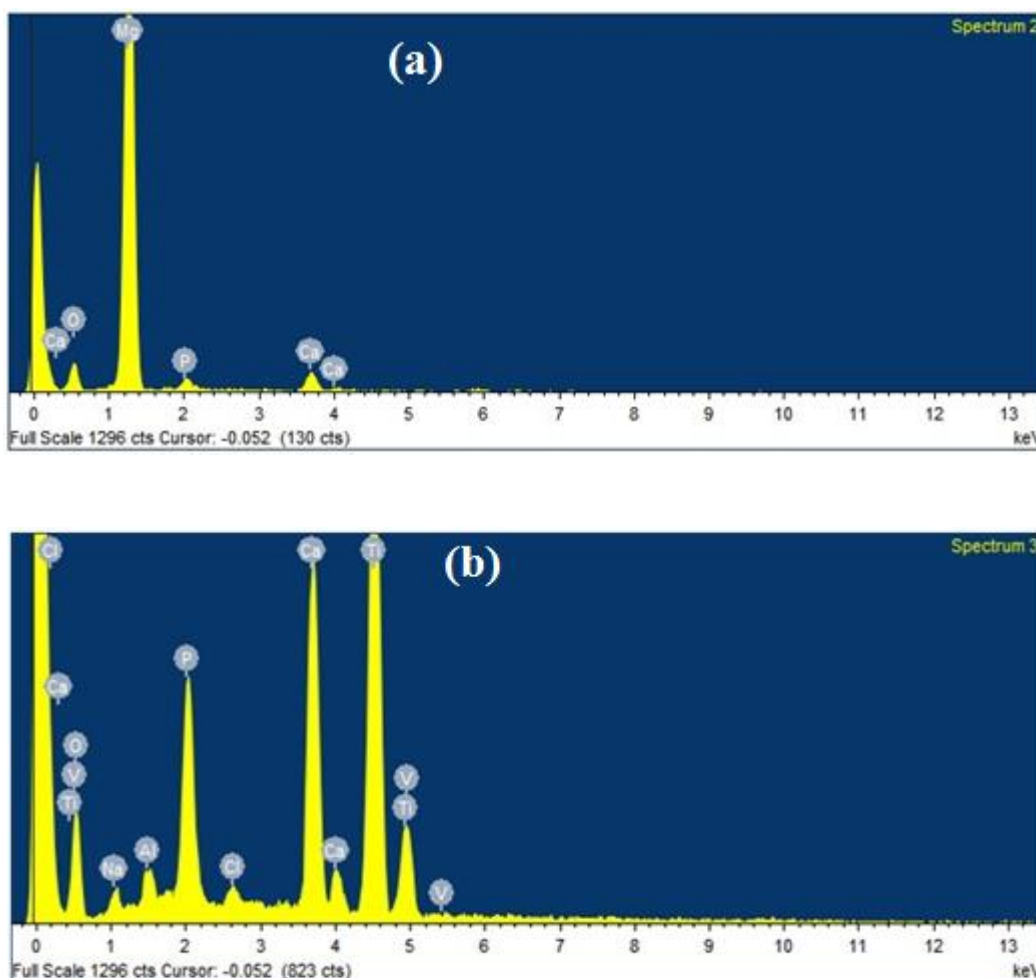 Spectrum 2
Mg
(a)
O
Ca
P
Ca
Ca
0 1 2 3 4 5 6 7 8 9 10 11 12 13
Full Scale 1296 cts Cursor: -0.052 (130 cts)
keV
Spectrum 3
Cl
Ca
Ti
(b)
P
Ca
O
V
V
Ti
Ti
Al
Ca
Na
Cl
V
0 1 2 3 4 5 6 7 8 9 10 11 12 13
Full Scale 1296 cts Cursor: -0.052 (823 cts)
keV